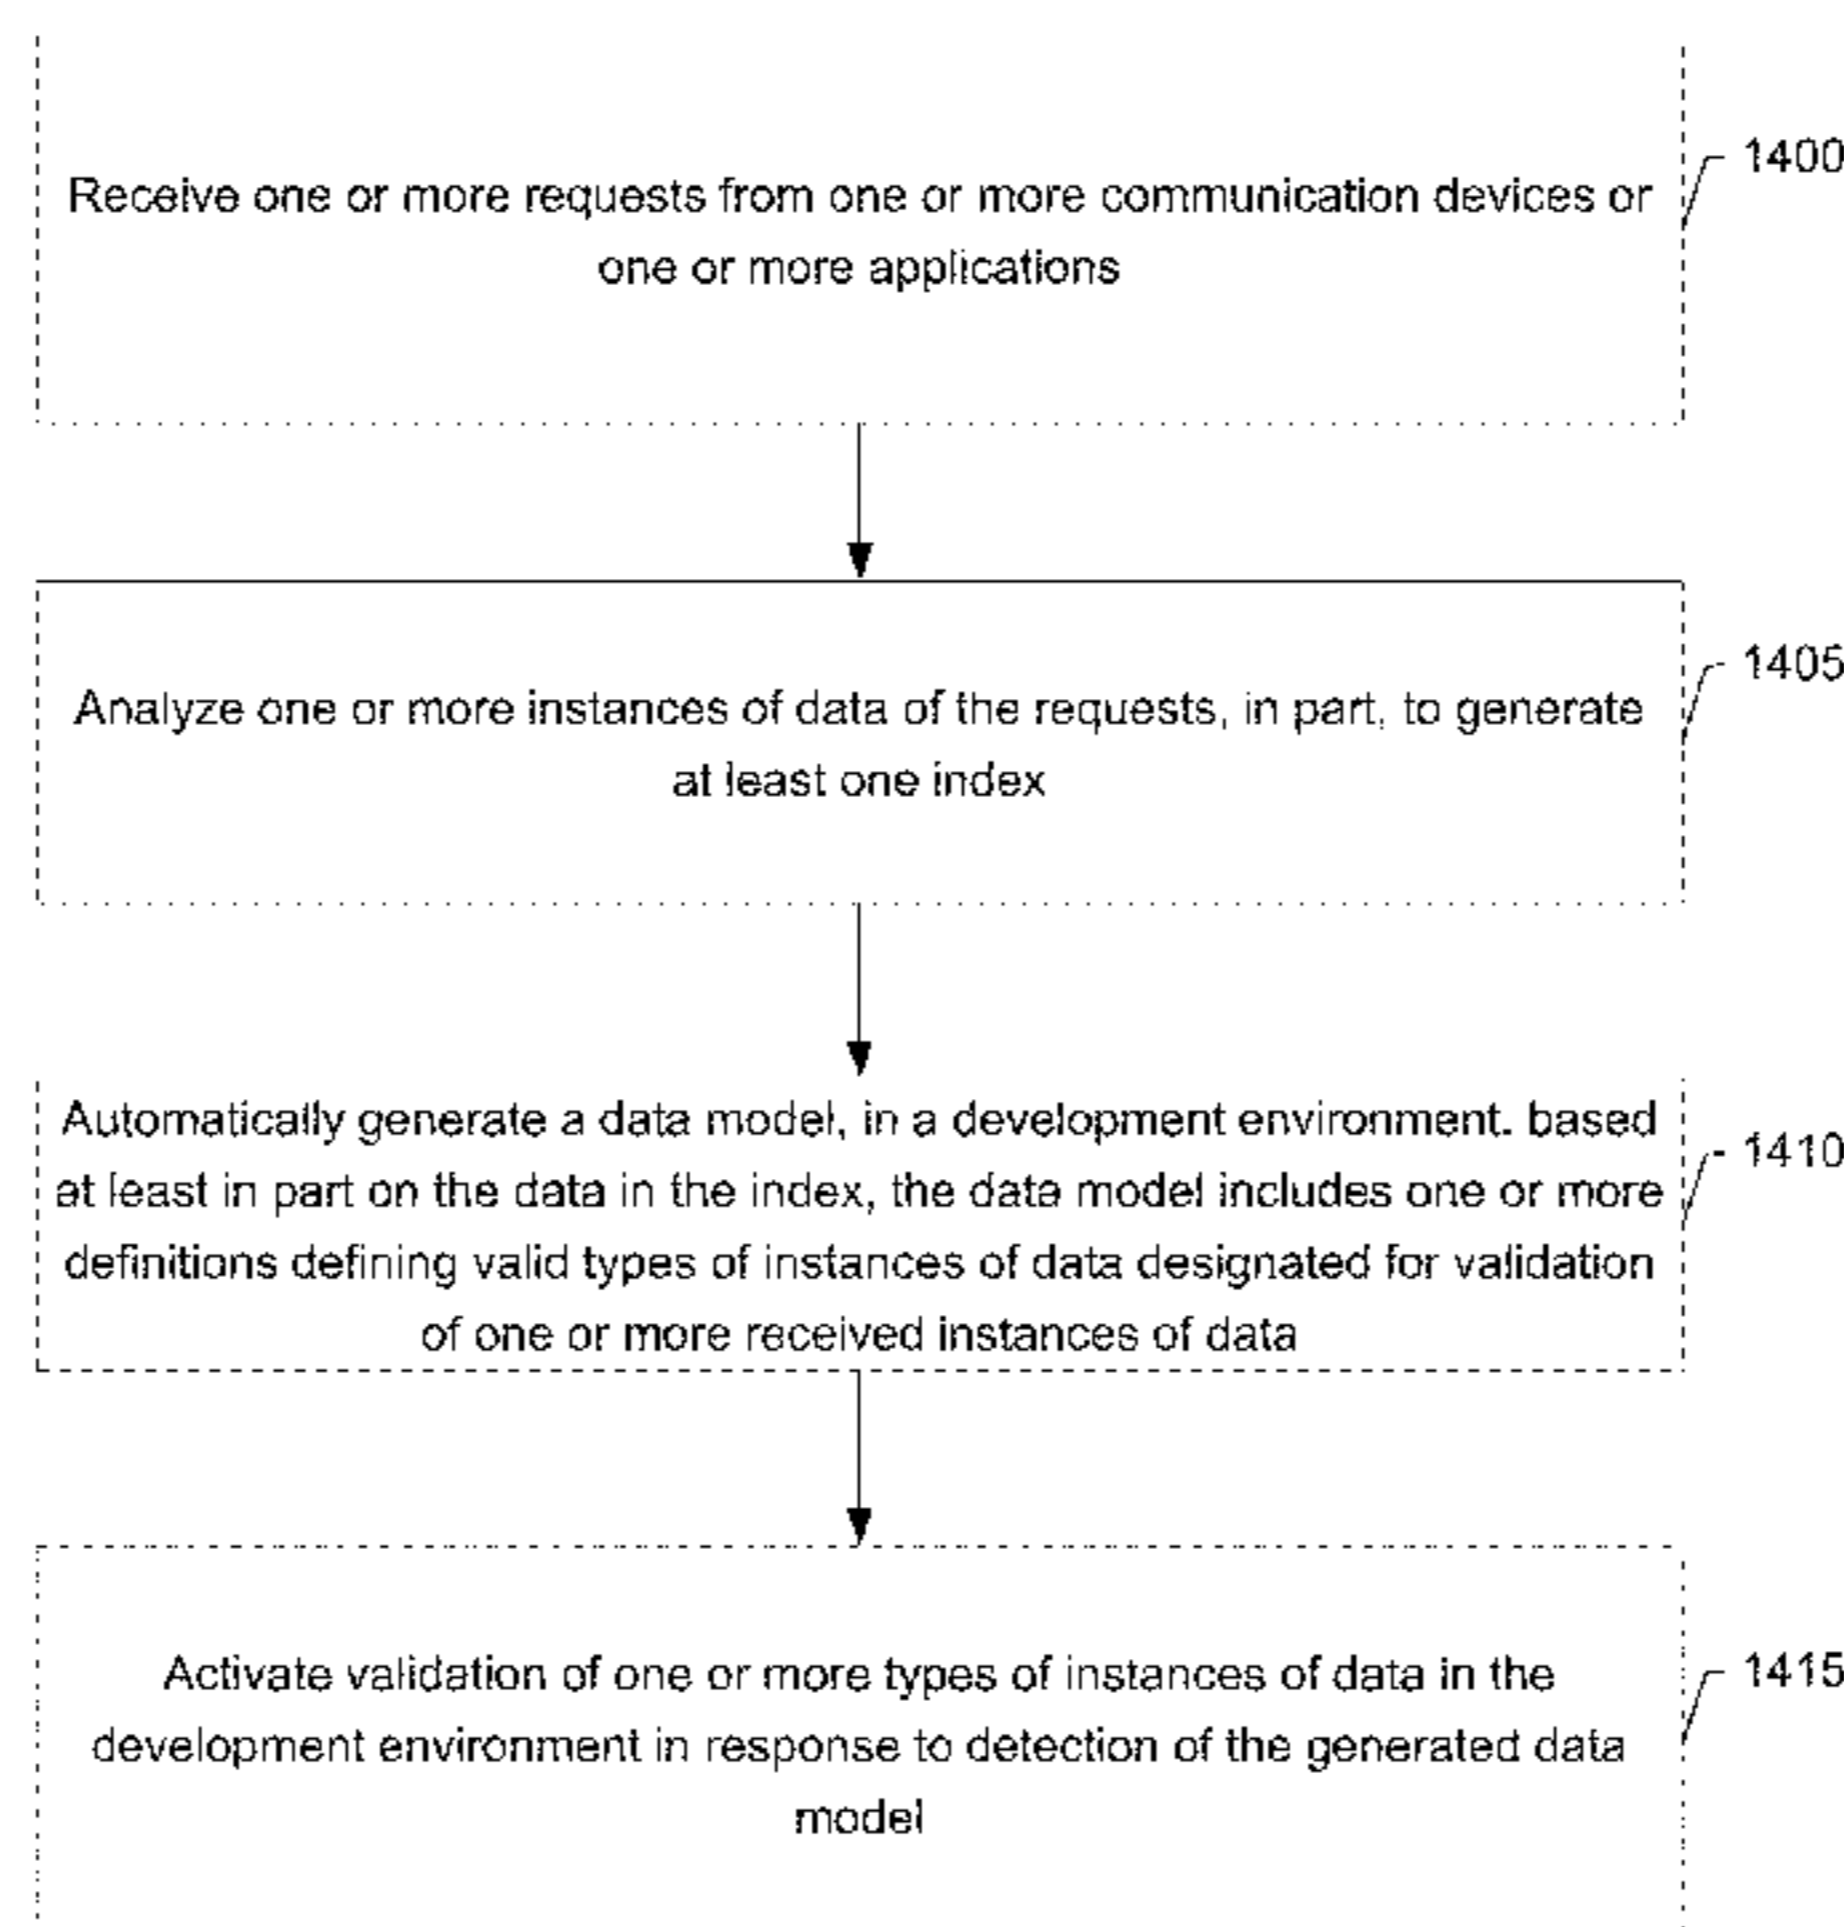 Receive one or more requests from one or more communication devices or
one or more applications
1400
Analyze one or more instances of data of the requests, in part, to generate
at least one index
1405
Automatically generate a data model, in a development environment. based
at least in part on the data in the index, the data model includes one or more
definitions defining valid types of instances of data designated for validation
of one or more received instances of data
1410
Activate validation of one or more types of instances of data in the
development environment in response to detection of the generated data
model
1415